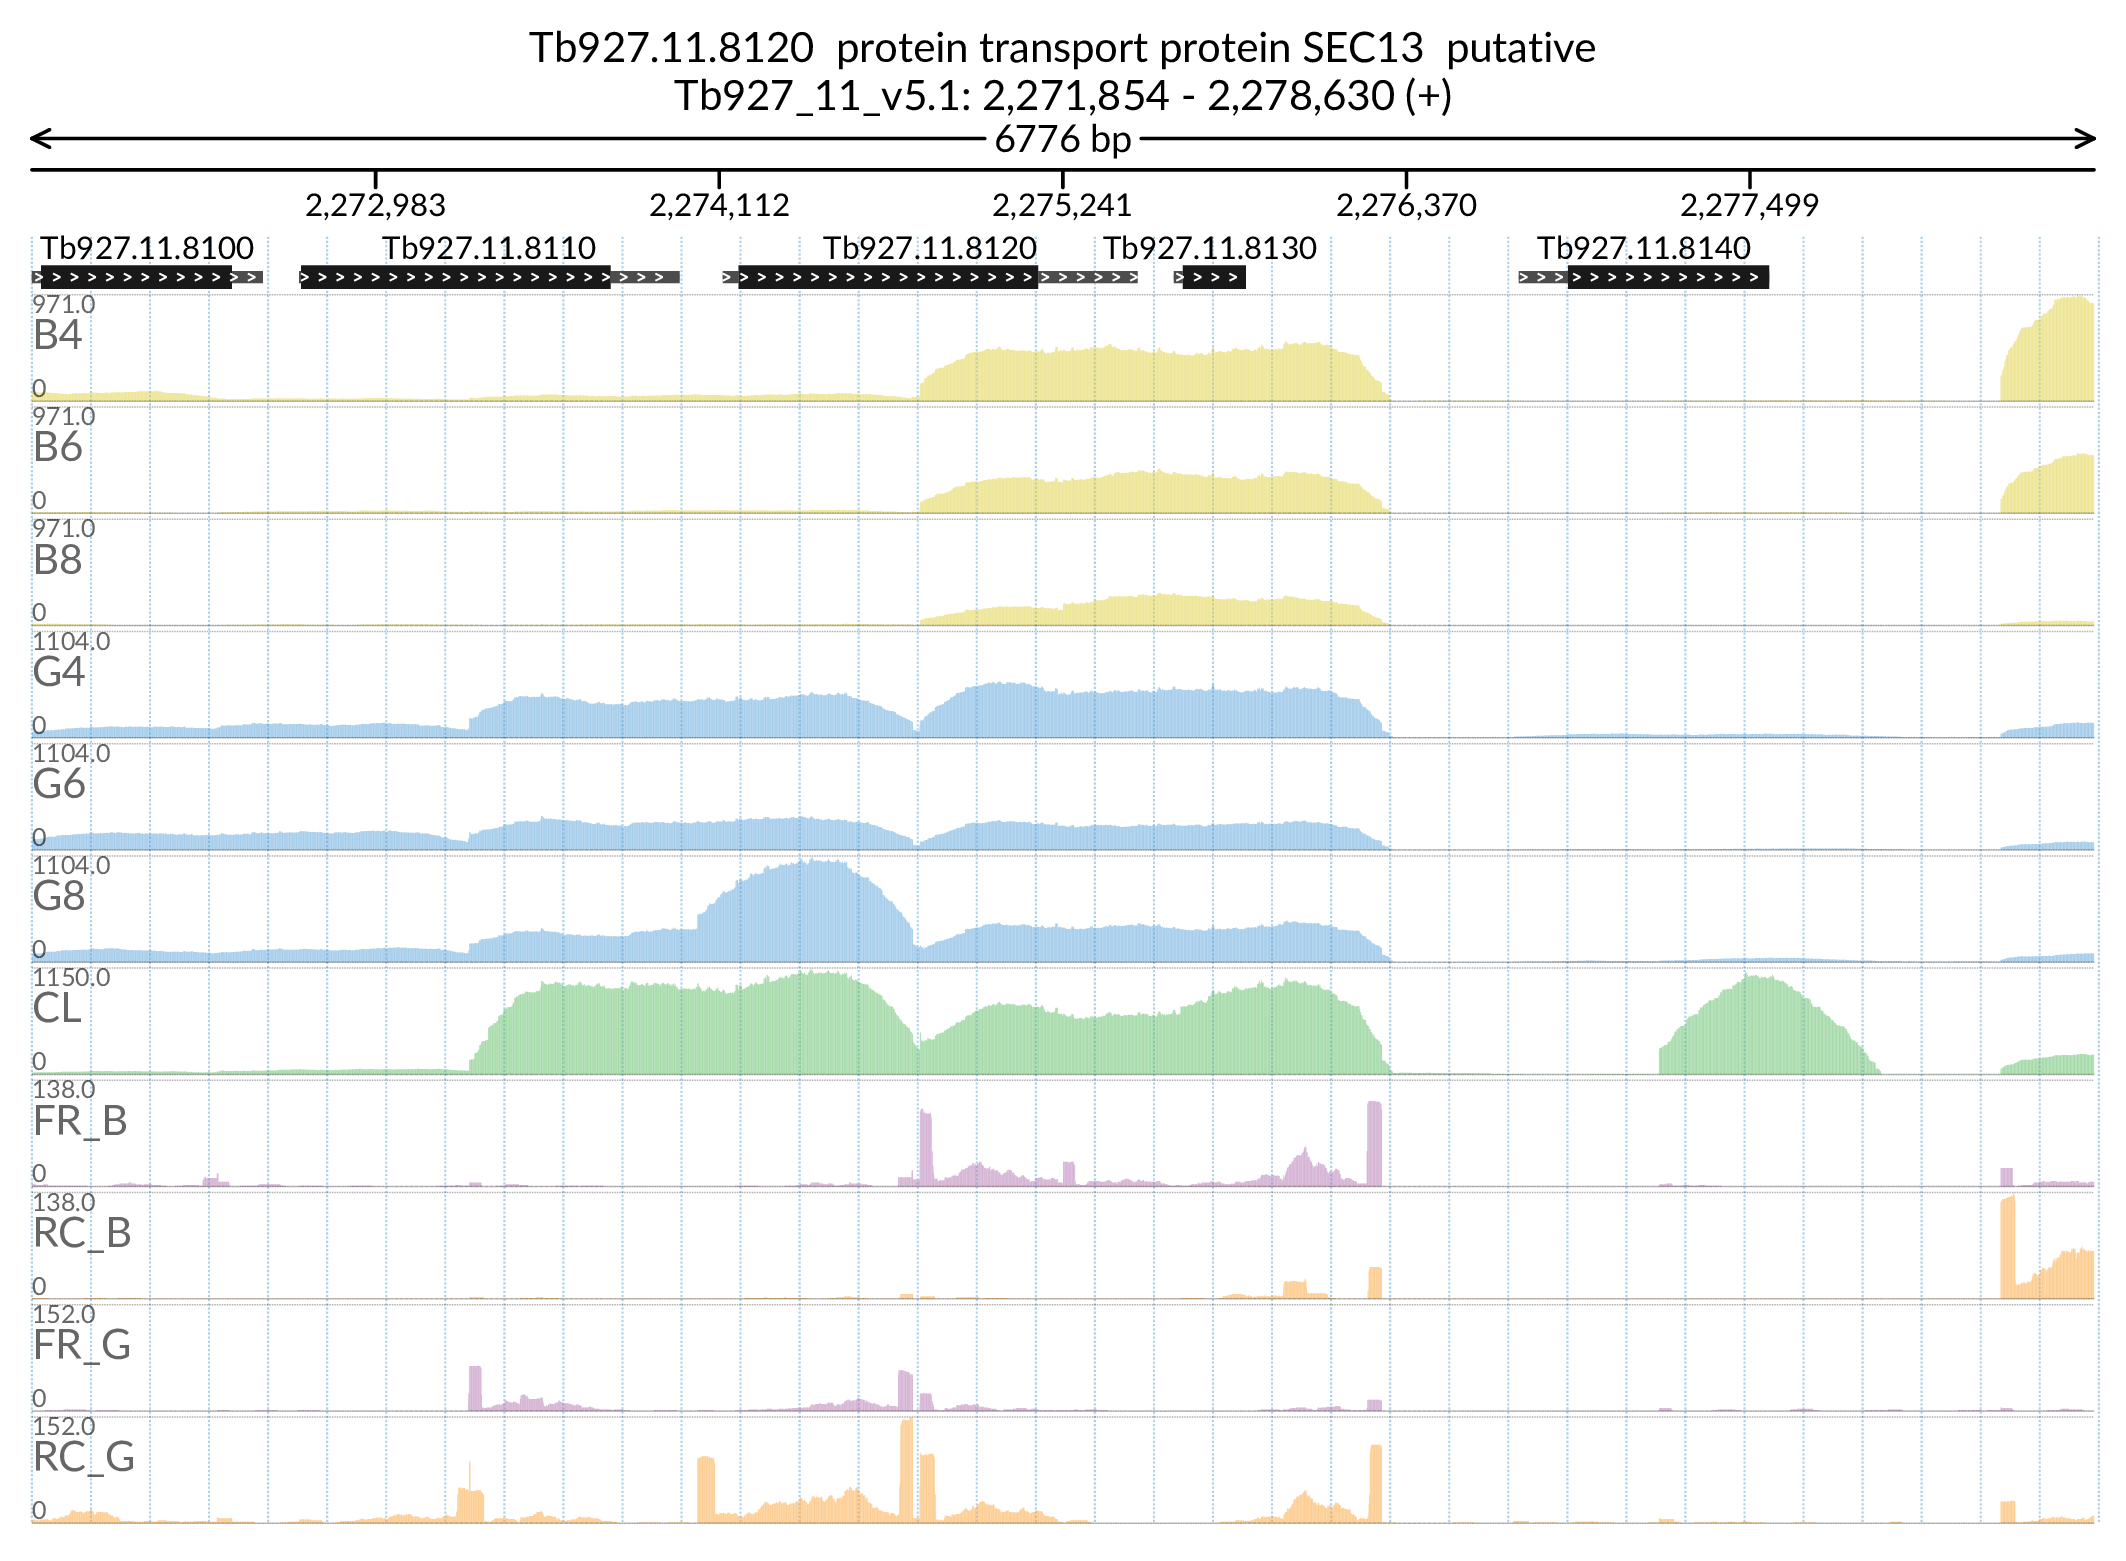 Tb927.11.8120  protein transport protein SEC13  putative
Tb927_11_v5.1: 2,271,854 - 2,278,630 (+)
6776 bp
2,272,983 2,274,112 2,275,241 2,276,370 2,277,499
Tb927.11.8100 Tb927.11.8110 Tb927.11.8120 Tb927.11.8130 Tb927.11.8140
971.0
B4
0
971.0
B6
0
971.0
B8
0
1104.0
G4
0
1104.0
G6
0
1104.0
G8
0
1150.0
CL
0
138.0
FR_B
0
138.0
RC_B
0
152.0
FR_G
0
152.0
RC_G
0